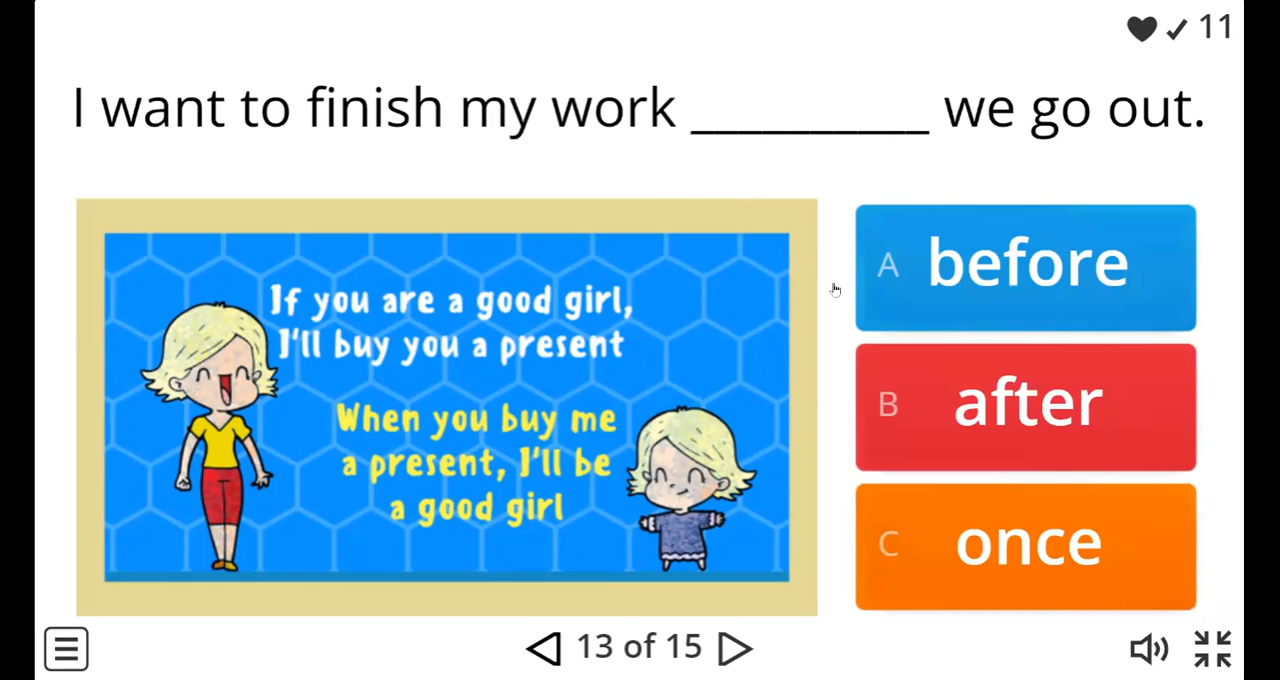 11
I want to finish my work __________ we go out.
If you are a good girl,
I'll buy you a present
When you buy me
a present, I'll be
a good girl
A before
B after
C once
13 of 15